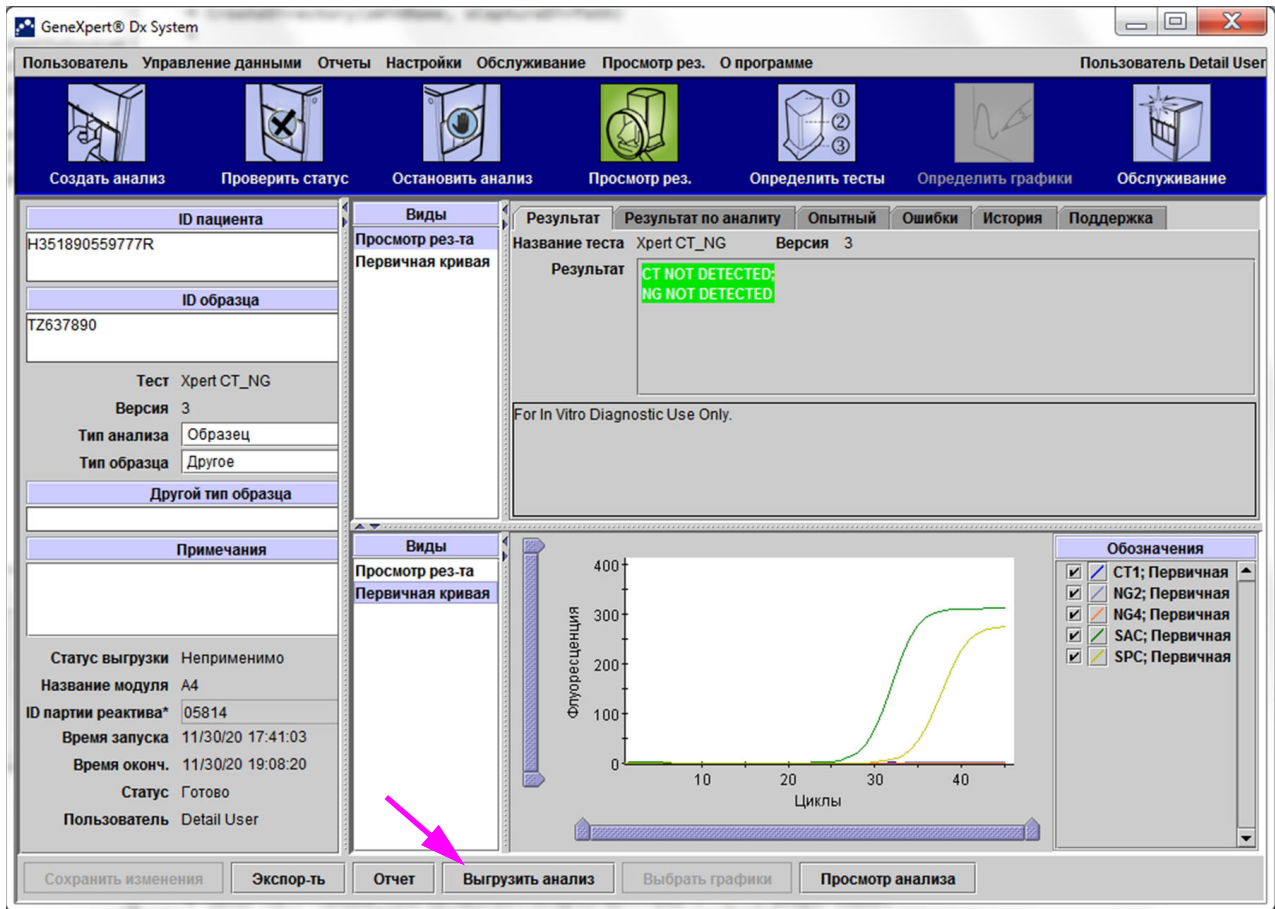 GeneXpert® Dx System
Пользователь Управление данными Отчеты Настройки Обслуживание Просмотр рез. О программе Пользователь Detail User
① ② ③
Создать анализ Проверить статус Остановить анализ Просмотр рез. Определить тесты Определить графики Обслуживание
ID пациента
H351890559777R
ID образца
TZ637890
Тест Xpert CT_NG
Версия 3
Тип анализа Образец
Тип образца Другое
Другой тип образца
Примечания
Статус выгрузки Неприменимо
Название модуля A4
ID партии реактива* 05814
Время запуска 11/30/20 17:41:03
Время оконч. 11/30/20 19:08:20
Статус Готово
Пользователь Detail User
Виды
Просмотр рез-та
Первичная кривая
Результат Результат по аналиту Опытный Ошибки История Поддержка
Название теста Xpert CT_NG Версия 3
Результат CT NOT DETECTED;
NG NOT DETECTED
For In Vitro Diagnostic Use Only.
Виды
Просмотр рез-та
Первичная кривая
Флуоресценция
400
300
200
100
0
10 20 30 40
Циклы
Обозначения
CT1; Первичная
NG2; Первичная
NG4; Первичная
SAC; Первичная
SPC; Первичная
Сохранить изменения Экспор-ть Отчет Выгрузить анализ Выбрать графики Просмотр анализа